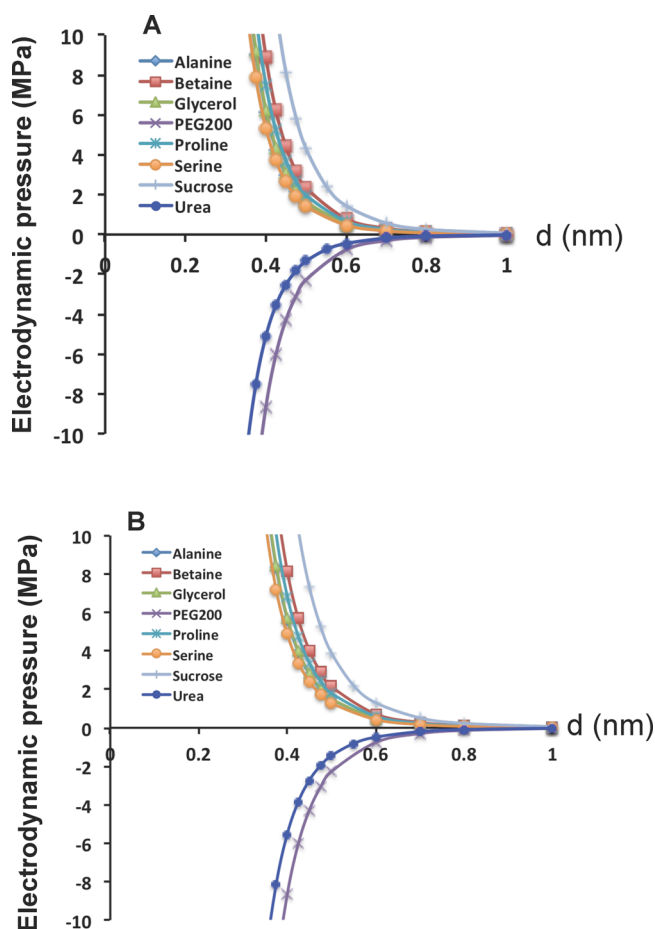 A
Electrodynamic pressure (MPa)
10
8
6
4
2
0
-2
-4
-6
-8
-10
Alanine
Betaine
Glycerol
PEG200
Proline
Serine
Sucrose
Urea
0 0.2 0.4 0.6 0.8 1
d (nm)
B
Electrodynamic pressure (MPa)
10
8
6
4
2
0
-2
-4
-6
-8
-10
Alanine
Betaine
Glycerol
PEG200
Proline
Serine
Sucrose
Urea
0 0.2 0.4 0.6 0.8 1
d (nm)